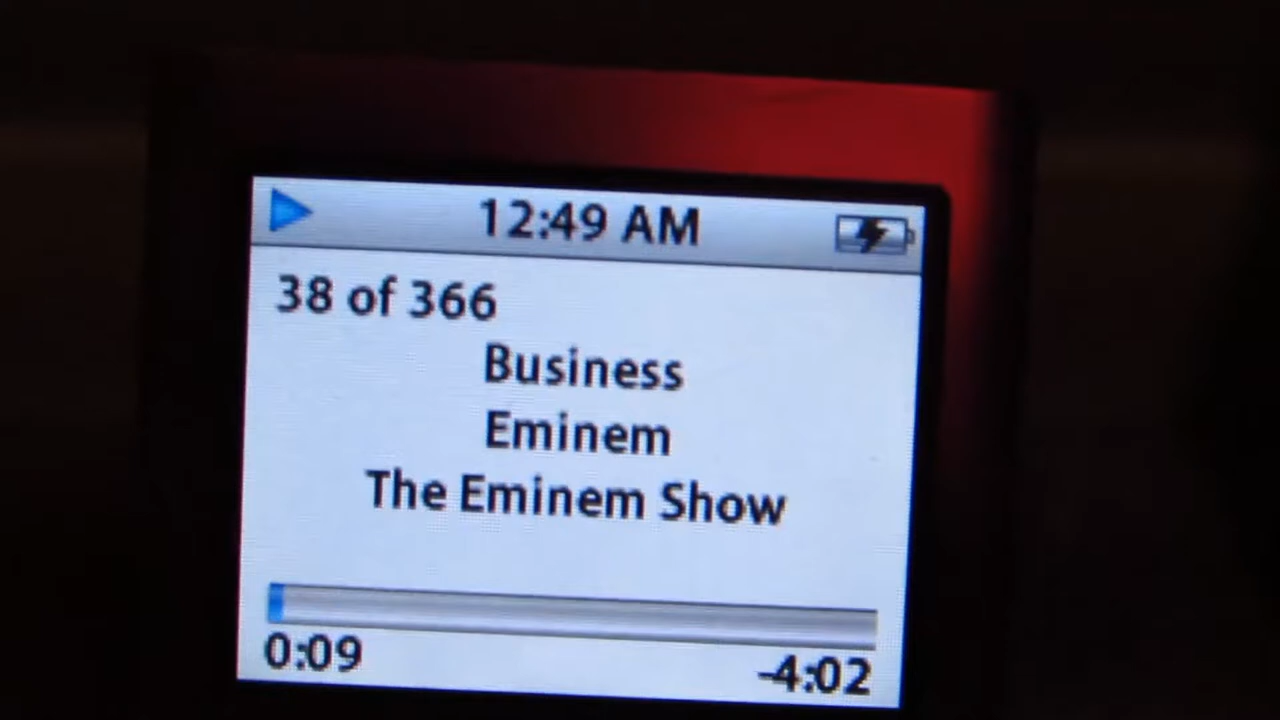 12:49 AM
38 of 366
Business
Eminem
The Eminem Show
0:09 -4:02